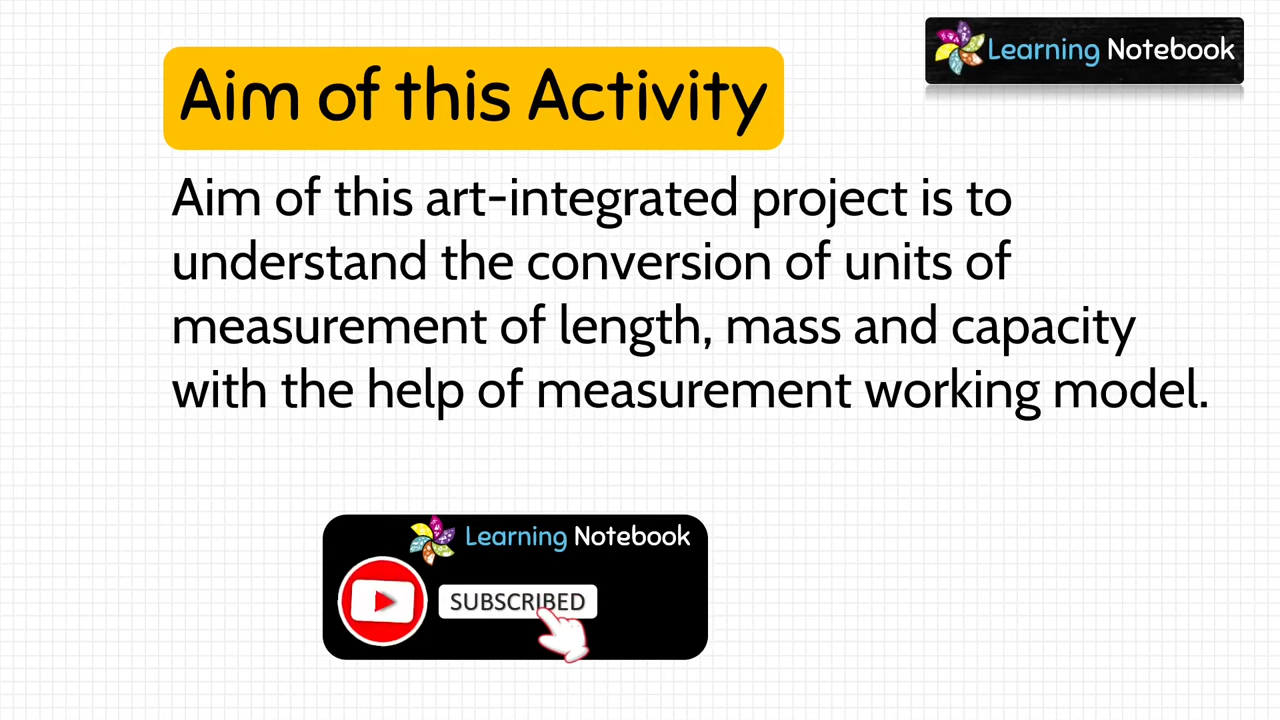 Learning Notebook
Aim of this Activity
Aim of this art-integrated project is to
understand the conversion of units of
measurement of length, mass and capacity
with the help of measurement working model.
Learning Notebook
SUBSCRIBED